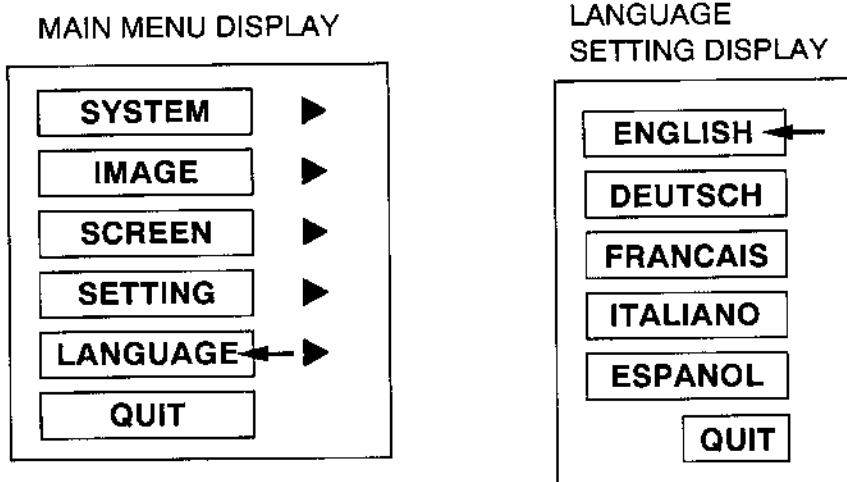 MAIN MENU DISPLAY
SYSTEM
IMAGE
SCREEN
SETTING
LANGUAGE
QUIT
LANGUAGE
SETTING DISPLAY
ENGLISH
DEUTSCH
FRANCAIS
ITALIANO
ESPANOL
QUIT